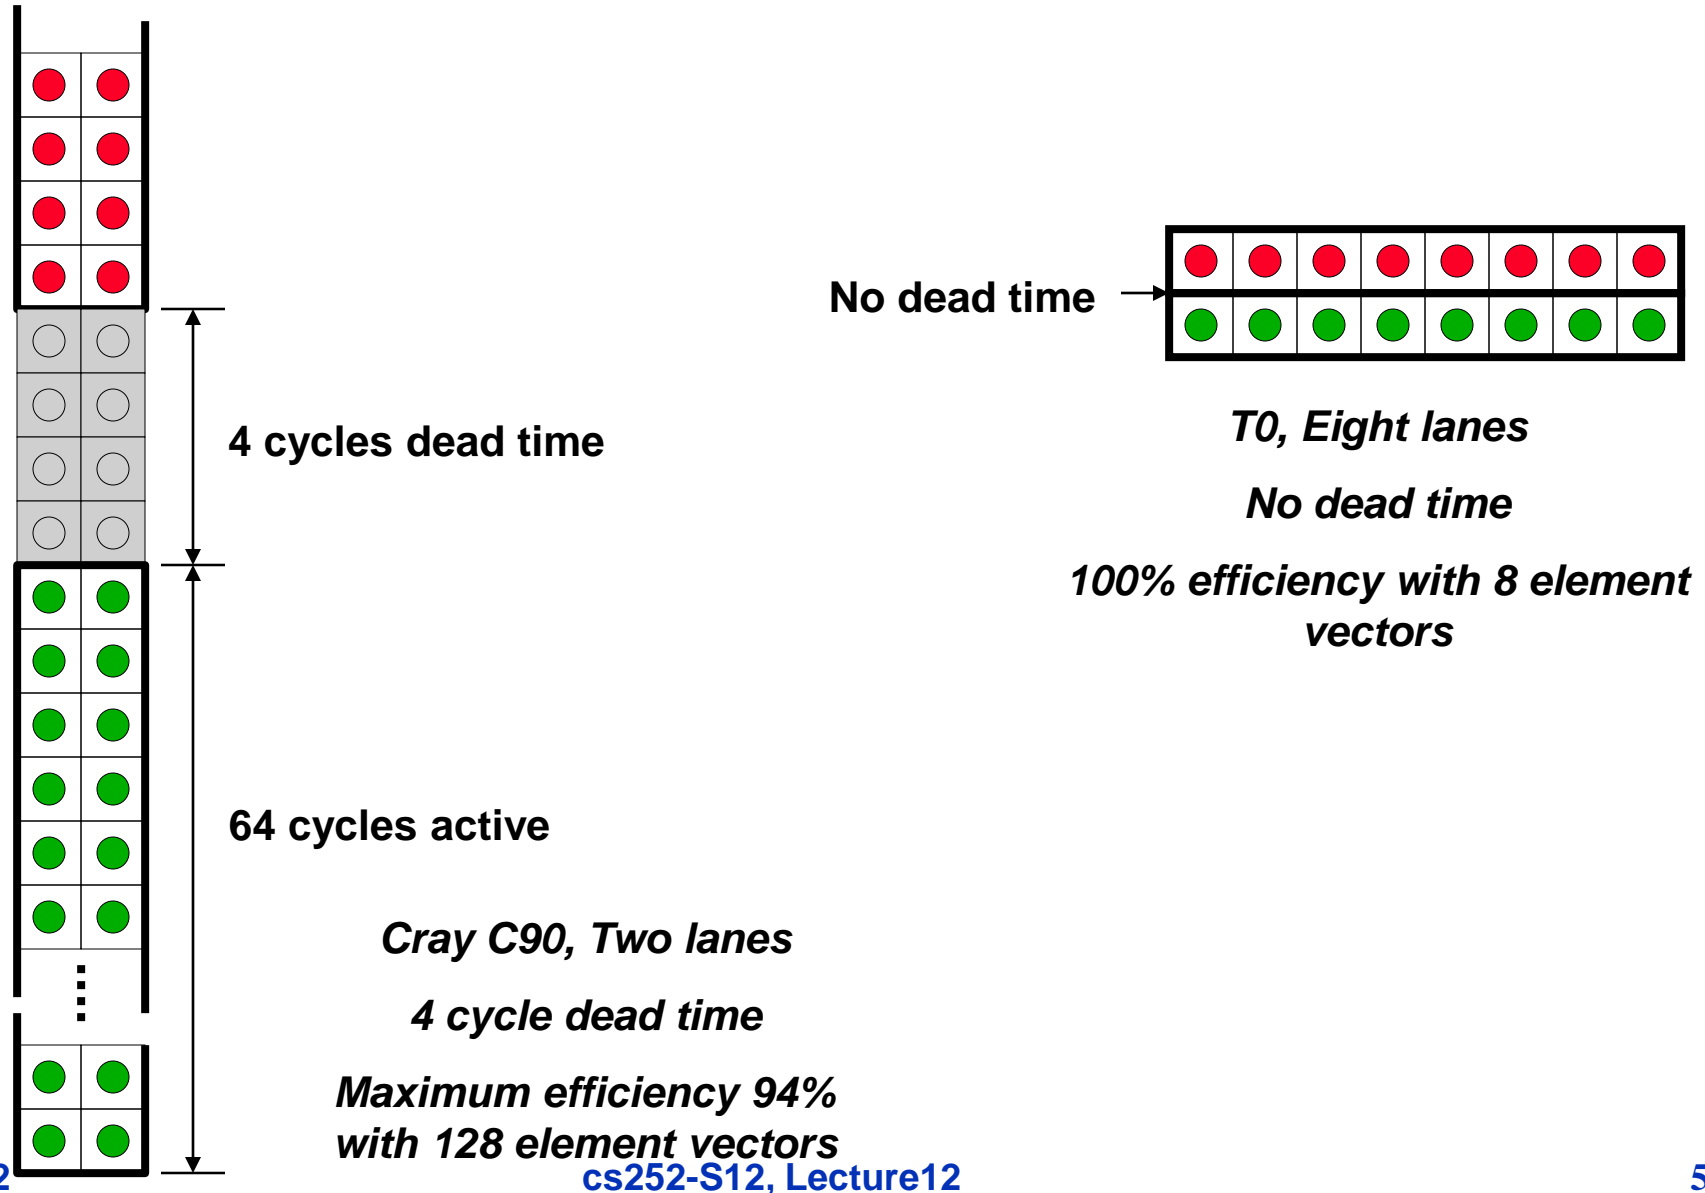 No dead time
4 cycles dead time
T0, Eight lanes
No dead time
100% efficiency with 8 element
vectors
64 cycles active
Cray C90, Two lanes
4 cycle dead time
Maximum efficiency 94%
with 128 element vectors
2 cs252-S12, Lecture12 5